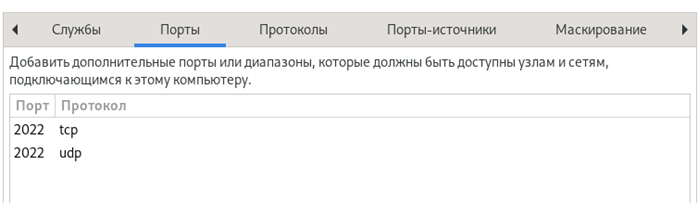 Службы Порты Протоколы Порты-источники Маскирование
Добавить дополнительные порты или диапазоны, которые должны быть доступны узлам и сетям,
подключающимся к этому компьютеру.
Порт Протокол
2022 tcp
2022 udp